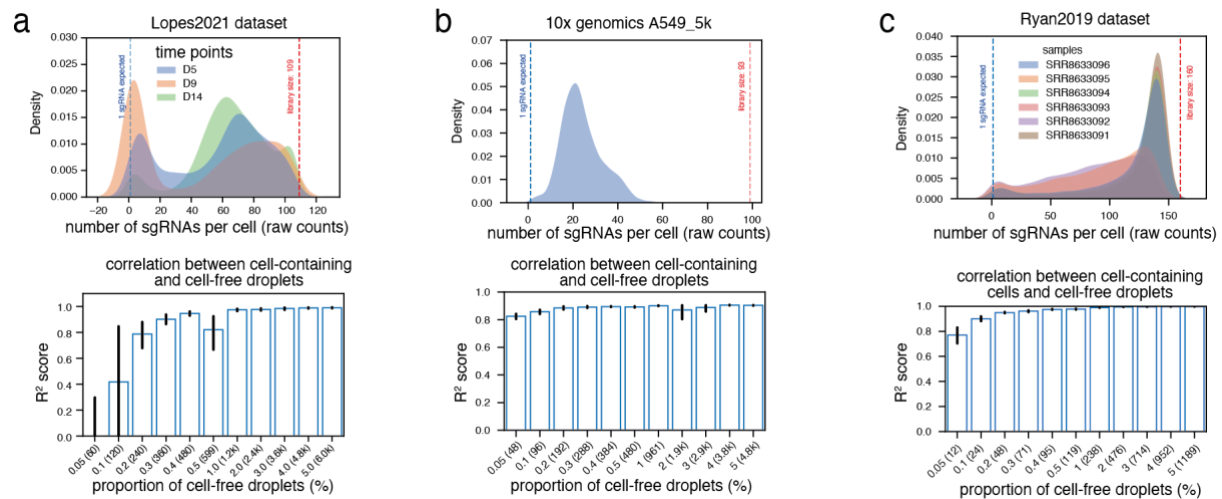 a
Lopes2021 dataset
0.030
0.025
0.020
0.015
0.010
0.005
0.000
Density
1 sgRNA expected
time points
D5
D9
D14
library size: 109
−20
0
20
40
60
80
100
120
number of sgRNAs per cell (raw counts)
correlation between cell-containing
and cell-free droplets
1.0
0.8
0.6
0.4
0.2
0.0
R² score
0.05 (60)
0.1 (120)
0.2 (240)
0.3 (360)
0.4 (480)
0.5 (599)
1.0 (1.2k)
2.0 (2.4k)
3.0 (3.6k)
4.0 (4.8k)
5.0 (6.0k)
proportion of cell-free droplets (%)
b
10x genomics A549_5k
0.07
0.06
0.05
0.04
0.03
0.02
0.01
0.00
Density
1 sgRNA expected
library size: 93
0
20
40
60
80
100
number of sgRNAs per cell (raw counts)
correlation between cell-containing
and cell-free droplets
1.0
0.8
0.6
0.4
0.2
0.0
R² score
0.05 (48)
0.1 (96)
0.2 (192)
0.3 (288)
0.4 (384)
0.5 (480)
1 (961)
2 (1.9k)
3 (2.9k)
4 (3.8k)
5 (4.8k)
proportion of cell-free droplets (%)
c
Ryan2019 dataset
0.040
0.035
0.030
0.025
0.020
0.015
0.010
0.005
0.000
Density
1 sgRNA expected
samples
SRR8633096
SRR8633095
SRR8633094
SRR8633093
SRR8633092
SRR8633091
library size: 160
0
50
100
150
number of sgRNAs per cell (raw counts)
correlation between cell-containing
cells and cell-free droplets
1.0
0.8
0.6
0.4
0.2
0.0
R² score
0.05 (12)
0.1 (24)
0.2 (48)
0.3 (71)
0.4 (95)
0.5 (119)
1 (238)
2 (476)
3 (714)
4 (952)
5 (1189)
proportion of cell-free droplets (%)